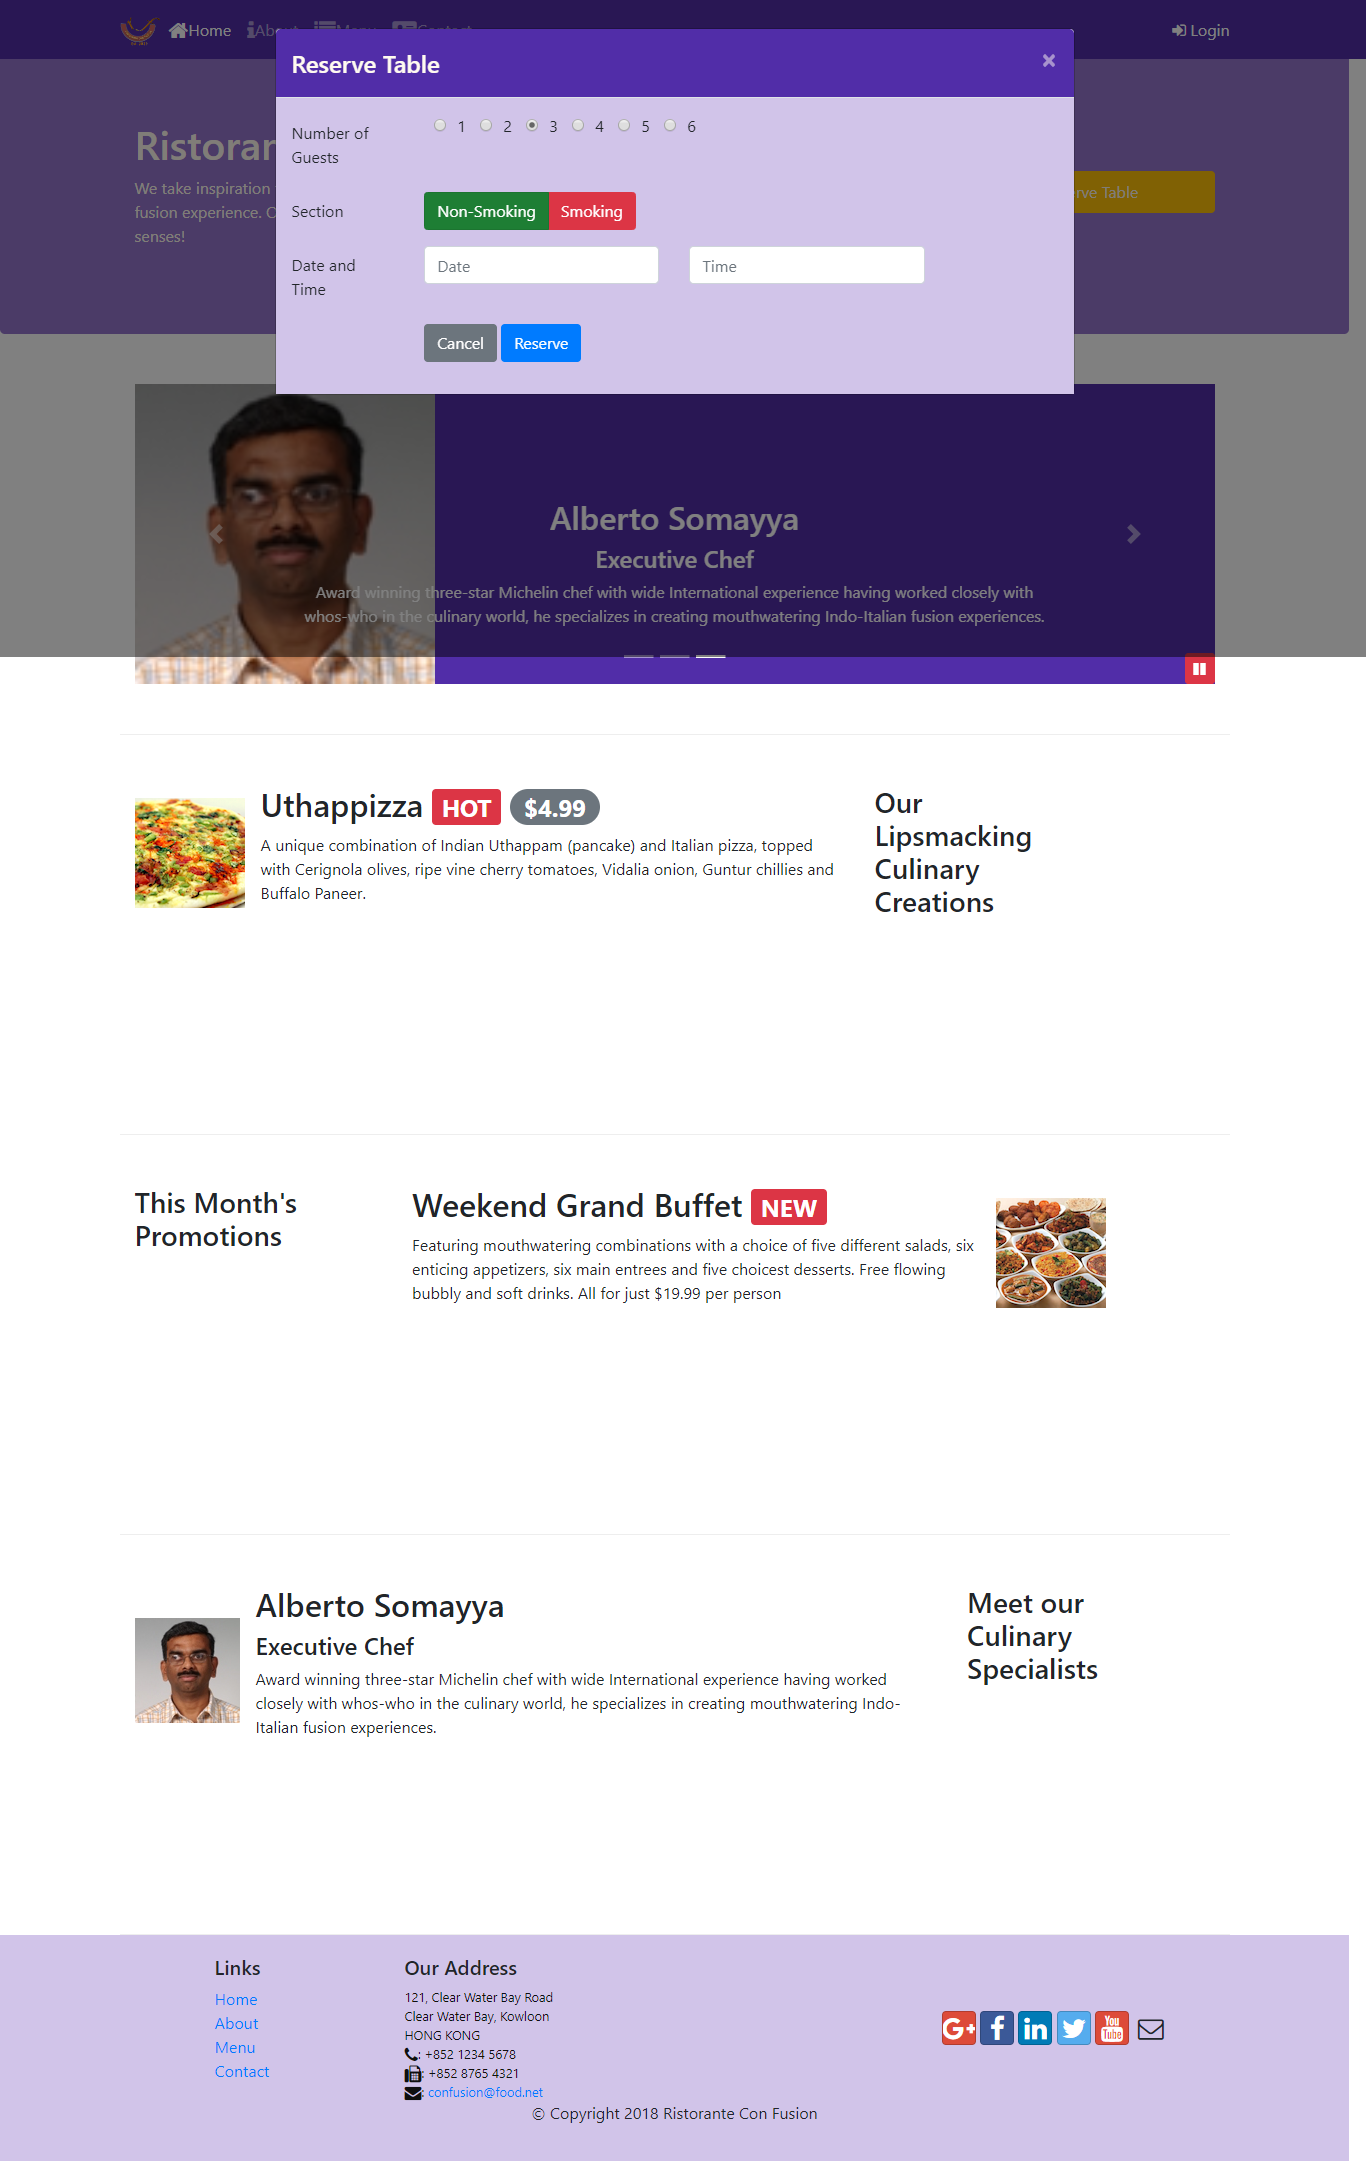 Home
Login
Reserve Table
×
Number of
Guests
1 2 3 4 5 6
Section
Non-Smoking Smoking
Date and
Time
Date
Time
Cancel Reserve
We take inspiration
fusion experience.
senses!
Table
Alberto Somayya
Executive Chef
Award winning three-star Michelin chef with wide International experience having worked closely with
whos-who in the culinary world, he specializes in creating mouthwatering Indo-Italian fusion experiences.
Uthappizza HOT $4.99
A unique combination of Indian Uthappam (pancake) and Italian pizza, topped
with Cerignola olives, ripe vine cherry tomatoes, Vidalia onion, Guntur chillies and
Buffalo Paneer.
Our
Lipsmacking
Culinary
Creations
This Month's
Promotions
Weekend Grand Buffet NEW
Featuring mouthwatering combinations with a choice of five different salads, six
enticing appetizers, six main entrees and five choicest desserts. Free flowing
bubbly and soft drinks. All for just $19.99 per person
Alberto Somayya
Executive Chef
Award winning three-star Michelin chef with wide International experience having worked
closely with whos-who in the culinary world, he specializes in creating mouthwatering Indo-
Italian fusion experiences.
Meet our
Culinary
Specialists
Links
Home
About
Menu
Contact
Our Address
121, Clear Water Bay Road
Clear Water Bay, Kowloon
HONG KONG
: +852 1234 5678
: +852 8765 4321
: confusion@food.net
G+ f in You Tube
© Copyright 2018 Ristorante Con Fusion